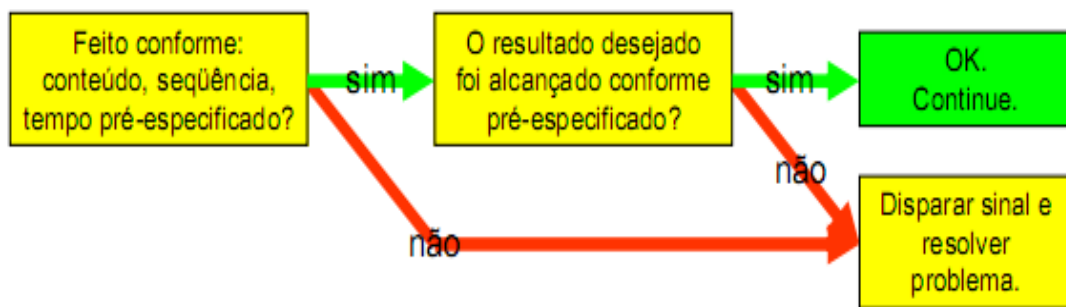 Feito conforme:
conteúdo, seqüência,
tempo pré-especificado?
sim
O resultado desejado
foi alcançado conforme
pré-especificado?
sim
OK.
Continue.
não
não
Disparar sinal e
resolver
problema.